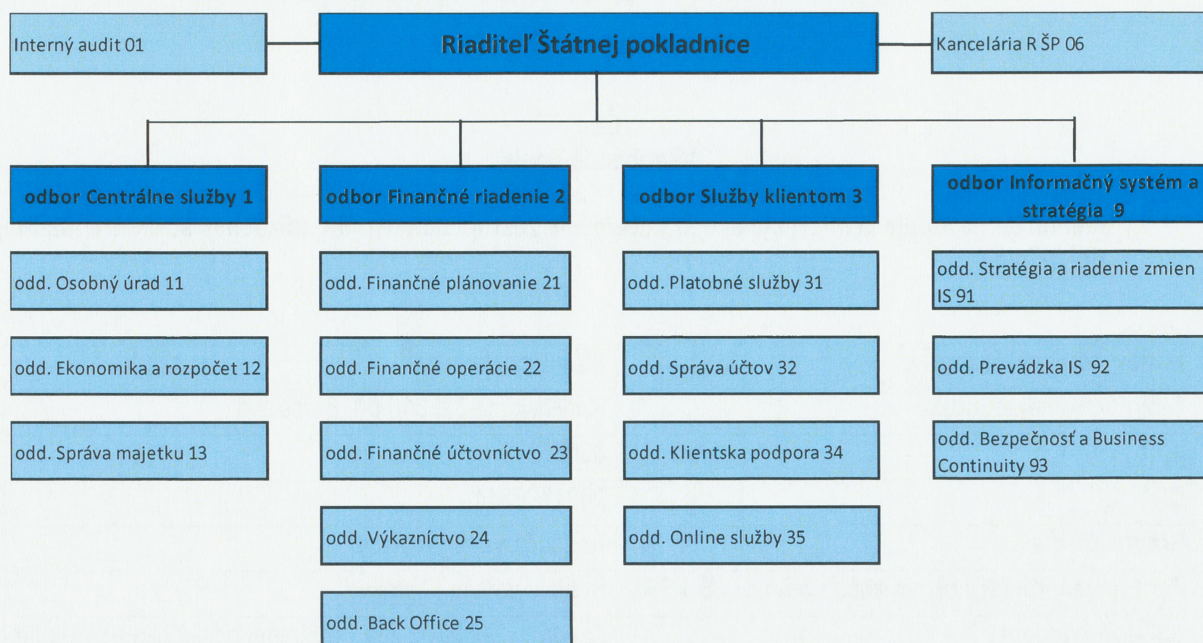 Interný audit 01
Riaditeľ Štátnej pokladnice
Kancelária R ŠP 06
odbor Centrálne služby 1
odbor Finančné riadenie 2
odbor Služby klientom 3
odbor Informačný systém a
stratégia 9
odd. Osobný úrad 11
odd. Finančné plánovanie 21
odd. Platobné služby 31
odd. Stratégia a riadenie zmien
IS 91
odd. Ekonomika a rozpočet 12
odd. Finančné operácie 22
odd. Správa účtov 32
odd. Prevádzka IS 92
odd. Správa majetku 13
odd. Finančné účtovníctvo 23
odd. Klientska podpora 34
odd. Bezpečnosť a Business
Continuity 93
odd. Výkazníctvo 24
odd. Online služby 35
odd. Back Office 25